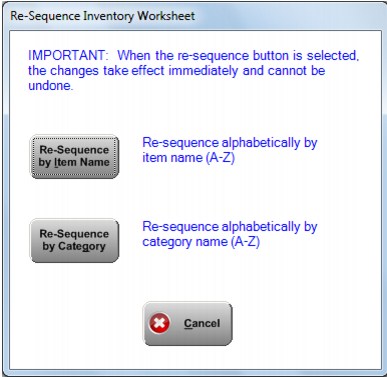 Re-Sequence Inventory Worksheet
IMPORTANT: When the re-sequence button is selected,
the changes take effect immediately and cannot be
undone.
Re-Sequence
by Item Name
Re-sequence alphabetically by
item name (A-Z)
Re-Sequence
by Category
Re-sequence alphabetically by
category name (A-Z)
Cancel